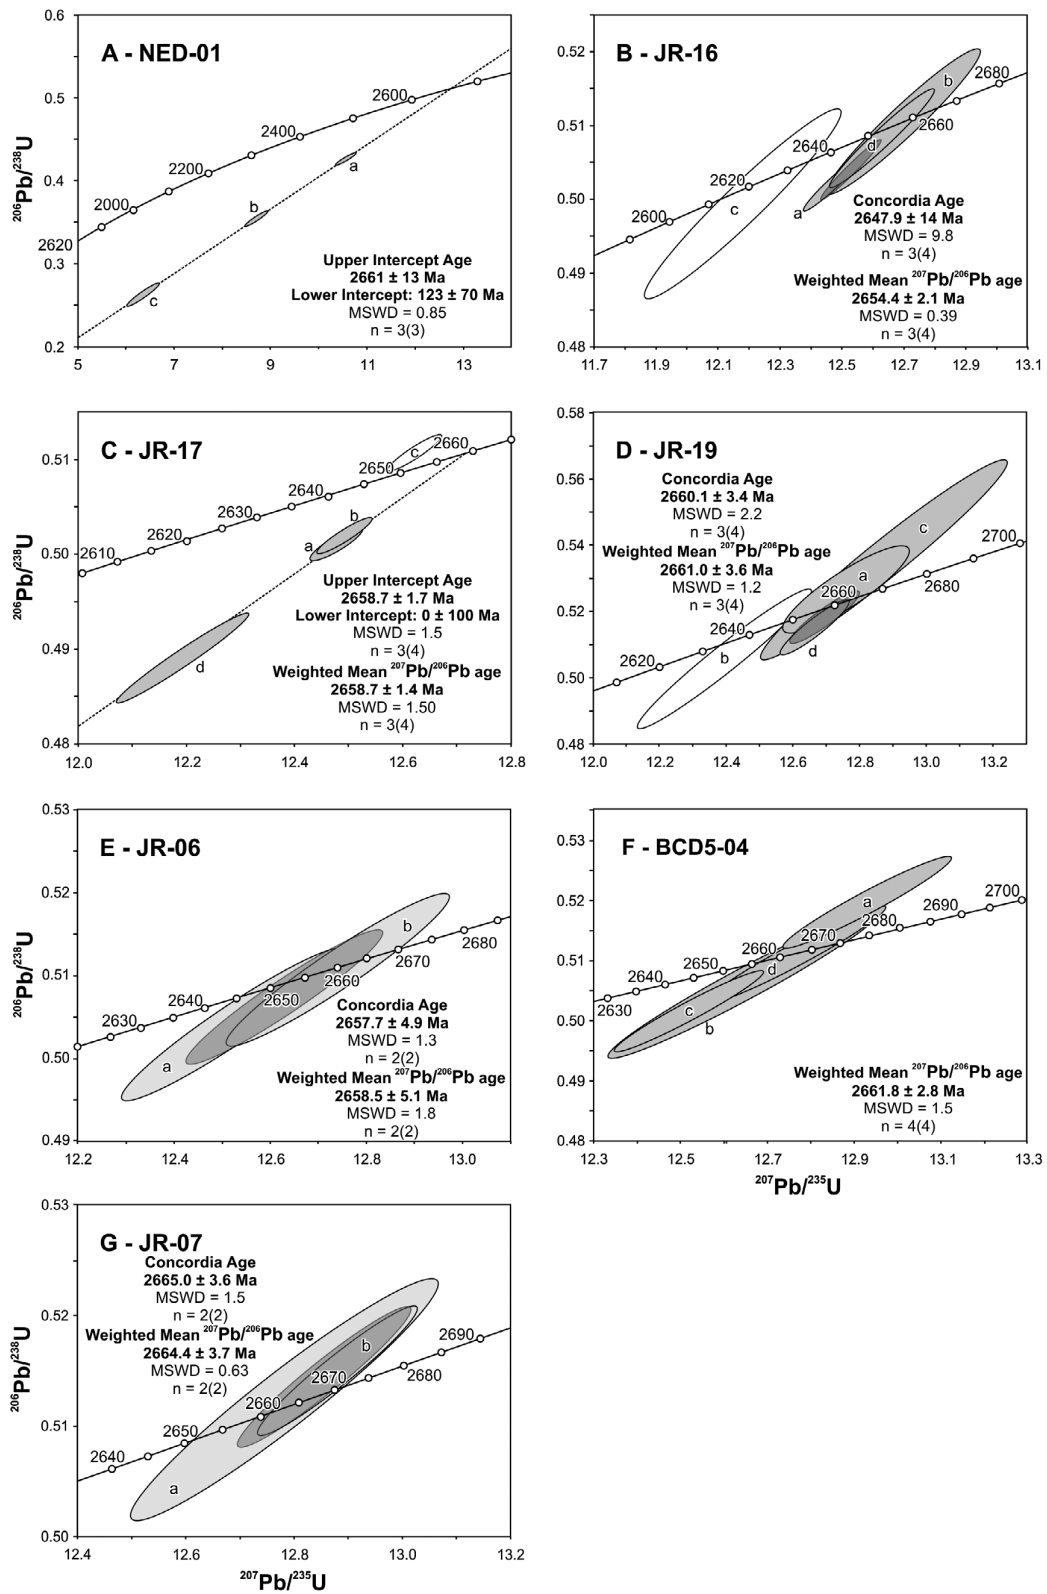 A - NED-01
0.6
0.5
0.4
0.3
0.2
5
7
9
11
13
²⁰⁶Pb/²³⁸U
2620
2000
2200
2400
2600
a
b
c
Upper Intercept Age
2661 ± 13 Ma
Lower Intercept: 123 ± 70 Ma
MSWD = 0.85
n = 3(3)
B - JR-16
0.52
0.51
0.50
0.49
0.48
11.7
11.9
12.1
12.3
12.5
12.7
12.9
13.1
2600
2620
2640
2660
2680
a
b
c
d
Concordia Age
2647.9 ± 14 Ma
MSWD = 9.8
n = 3(4)
Weighted Mean ²⁰⁷Pb/²⁰⁶Pb age
2654.4 ± 2.1 Ma
MSWD = 0.39
n = 3(4)
C - JR-17
0.51
0.50
0.49
0.48
12.0
12.2
12.4
12.6
12.8
²⁰⁶Pb/²³⁸U
2610
2620
2630
2640
2650
2660
a
b
c
d
Upper Intercept Age
2658.7 ± 1.7 Ma
Lower Intercept: 0 ± 100 Ma
MSWD = 1.5
n = 3(4)
Weighted Mean ²⁰⁷Pb/²⁰⁶Pb age
2658.7 ± 1.4 Ma
MSWD = 1.50
n = 3(4)
D - JR-19
0.58
0.56
0.54
0.52
0.50
0.48
12.0
12.2
12.4
12.6
12.8
13.0
13.2
Concordia Age
2660.1 ± 3.4 Ma
MSWD = 2.2
n = 3(4)
Weighted Mean ²⁰⁷Pb/²⁰⁶Pb age
2661.0 ± 3.6 Ma
MSWD = 1.2
n = 3(4)
2620
2640
2660
2680
2700
a
b
c
d
E - JR-06
0.53
0.52
0.51
0.50
0.49
12.2
12.4
12.6
12.8
13.0
²⁰⁶Pb/²³⁸U
2630
2640
2650
2660
2670
2680
a
b
Concordia Age
2657.7 ± 4.9 Ma
MSWD = 1.3
n = 2(2)
Weighted Mean ²⁰⁷Pb/²⁰⁶Pb age
2658.5 ± 5.1 Ma
MSWD = 1.8
n = 2(2)
F - BCD5-04
0.53
0.52
0.51
0.50
0.49
0.48
12.3
12.5
12.7
12.9
13.1
13.3
²⁰⁷Pb/²³⁵U
2630
2640
2650
2660
2670
2680
2690
2700
a
b
c
d
Weighted Mean ²⁰⁷Pb/²⁰⁶Pb age
2661.8 ± 2.8 Ma
MSWD = 1.5
n = 4(4)
G - JR-07
0.53
0.52
0.51
0.50
12.4
12.6
12.8
13.0
13.2
²⁰⁶Pb/²³⁸U
²⁰⁷Pb/²³⁵U
Concordia Age
2665.0 ± 3.6 Ma
MSWD = 1.5
n = 2(2)
Weighted Mean ²⁰⁷Pb/²⁰⁶Pb age
2664.4 ± 3.7 Ma
MSWD = 0.63
n = 2(2)
2640
2650
2660
2670
2680
2690
a
b